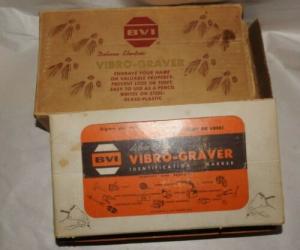 BVI
Deluxe Electric
VIBRO-GRAVER
ENGRAVE YOUR NAME
ON VALUABLE PROPERTY.
PREVENT LOSS OR THEFT.
EASY TO USE AS A PENCIL
WRITES ON STEEL-
GLASS-PLASTIC
BVI
VIBRO-GRAVER
IDENTIFICATION MARKER